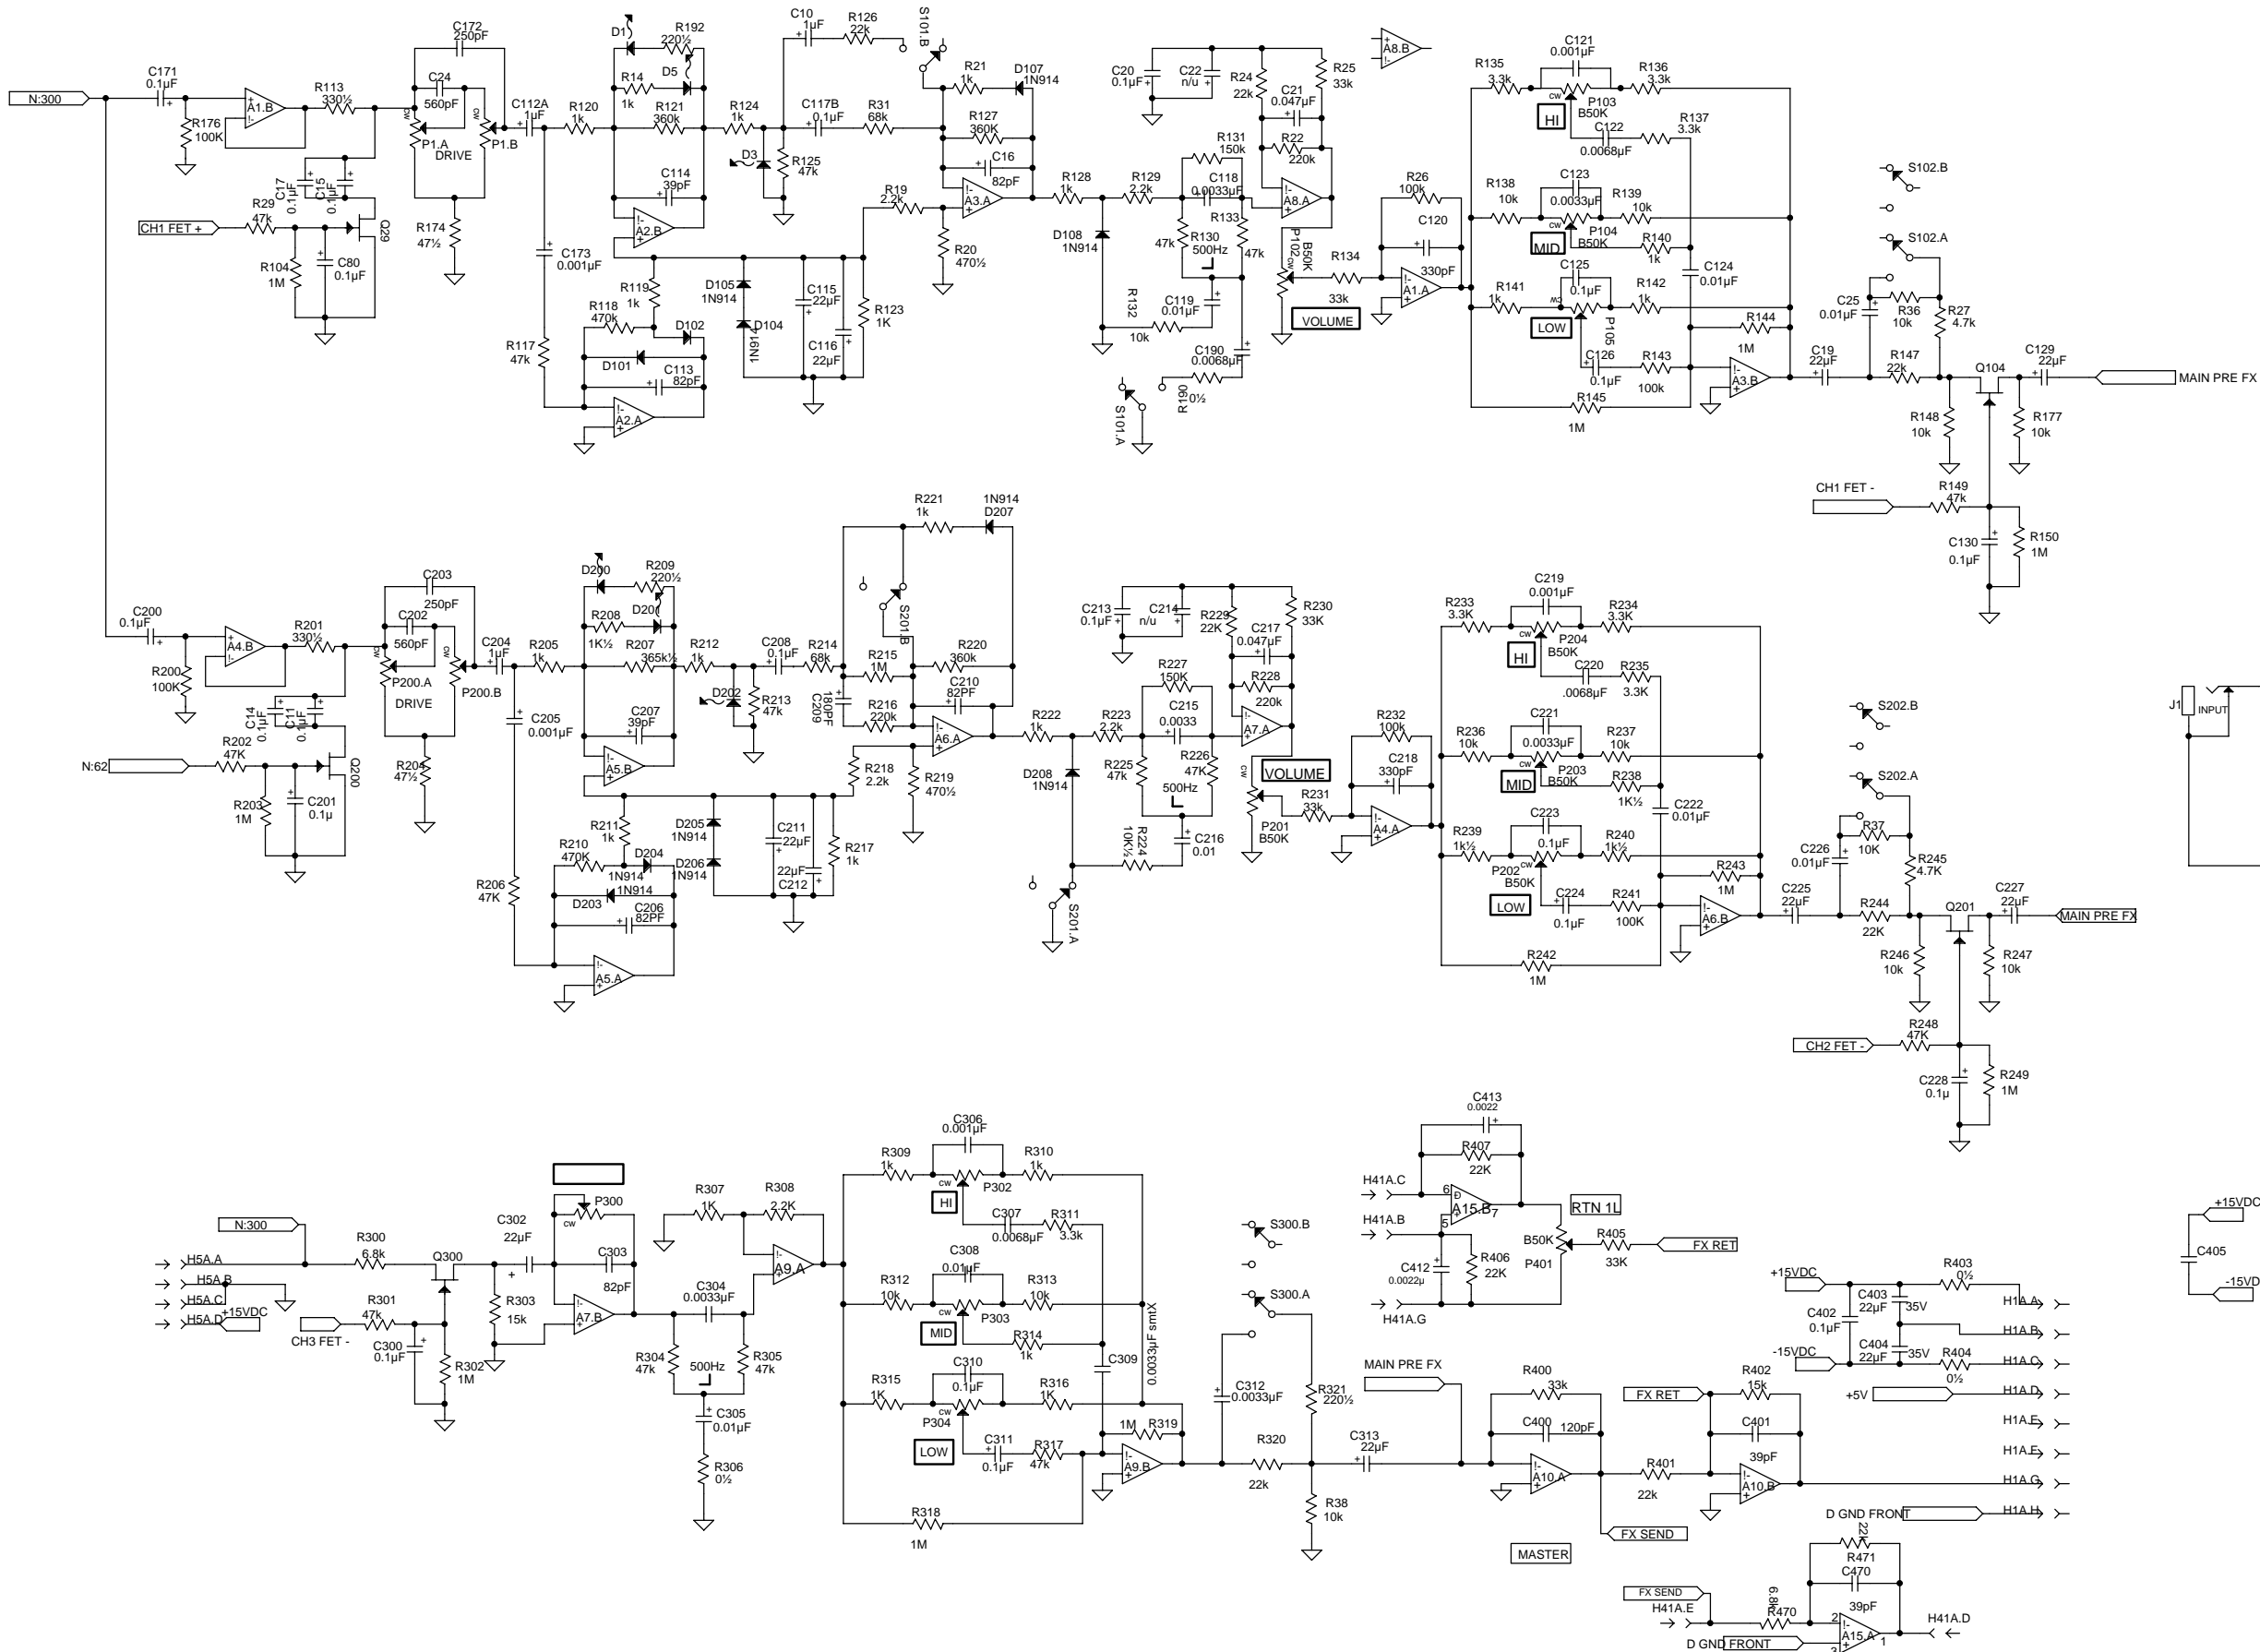 N:300
C171
0.1µF
R176
100K
A1.B
R113
330½
C172
250pF
C24
560pF
cw
P1.A
DRIVE
cw
P1.B
C17
0.1µF
C15
0.1µF
R29
47k
CH1 FET +
R104
1M
C80
0.1µF
Q29
R174
47½
C112A
1µF
R120
1k
D1
R192
220½
R14
1k
D5
R121
360k
C114
39pF
A2.B
R124
1k
D3
R125
47k
C10
1µF
R126
22k
S101.B
C117B
0.1µF
R31
68k
R21
1k
D107
1N914
R127
360K
C16
82pF
A3.A
R19
2.2k
R20
470½
C173
0.001µF
R117
47k
R118
470k
R119
1k
D102
D101
C113
82pF
A2.A
D105
1N914
D104
1N914
C115
22µF
C116
22µF
R123
1K
R128
1k
D108
1N914
R129
2.2k
R131
150k
C118
0.0033µF
R130
47k
500Hz
R133
47k
C119
0.01µF
R132
10k
C190
0.0068µF
R190
0½
S101.A
C20
0.1µF
C22
n/u
R24
22k
C21
0.047µF
R25
33k
R22
220k
A8.A
A8.B
P102
B50K
cw
VOLUME
R134
33k
R26
100k
C120
330pF
A1.A
R135
3.3k
C121
0.001µF
R136
3.3k
cw
P103
B50K
HI
C122
0.0068µF
R137
3.3k
R138
10k
C123
0.0033µF
R139
10k
cw
P104
B50K
MID
R140
1k
C125
0.1µF
R141
1k
cw
R142
1k
P105
LOW
C124
0.01µF
C126
0.1µF
R143
100k
R144
1M
R145
1M
A3.B
C19
22µF
S102.B
S102.A
C25
0.01µF
R36
10k
R27
4.7k
R147
22k
R148
10k
Q104
R177
10k
C129
22µF
MAIN PRE FX
CH1 FET -
R149
47k
C130
0.1µF
R150
1M
C200
0.1µF
R200
100K
A4.B
R201
330½
C203
250pF
C202
560pF
cw
P200.A
DRIVE
cw
P200.B
C14
0.1µF
C11
0.1µF
R202
47K
N:62
R203
1M
C201
0.1µ
Q200
R204
47½
C204
1µF
R205
1k
D200
R209
220½
D201
R208
1K½
R207
365k½
C207
39pF
A5.B
R212
1k
D202
R213
47k
C208
0.1µF
R214
68k
R221
1k
1N914
D207
S201.B
R215
1M
C209
180PF
R216
220k
R220
360k
C210
82PF
A6.A
R218
2.2k
R219
470½
C205
0.001µF
R206
47K
R210
470K
R211
1k
D204
1N914
1N914
D203
C206
82PF
A5.A
D205
1N914
D206
1N914
C211
22µF
22µF
C212
R217
1k
R222
1k
D208
1N914
R223
2.2k
R227
150K
C215
0.0033
R225
47k
500Hz
R226
47K
R224
10K½
C216
0.01
S201.A
C213
0.1µF
C214
n/u
R229
22K
C217
0.047µF
R230
33K
R228
220k
A7.A
VOLUME
cw
P201
B50K
R231
33k
R232
100k
C218
330pF
A4.A
R233
3.3K
C219
0.001µF
R234
3.3K
cw
P204
B50K
HI
C220
.0068µF
R235
3.3K
R236
10k
C221
0.0033µF
R237
10k
cw
P203
B50K
MID
R238
1K½
R239
1k½
C223
0.1µF
R240
1k½
cw
P202
B50K
LOW
C222
0.01µF
C224
0.1µF
R241
100K
R243
1M
R242
1M
A6.B
C225
22µF
S202.B
S202.A
C226
0.01µF
R37
10K
R245
4.7K
R244
22K
R246
10k
Q201
R247
10k
C227
22µF
MAIN PRE FX
CH2 FET -
R248
47K
C228
0.1µ
R249
1M
J1
INPUT
N:300
H5A.A
H5A.B
H5A.C
H5A.D
+15VDC
R300
6.8k
Q300
R301
47k
CH3 FET -
C300
0.1µF
R302
1M
R303
15k
C302
22µF
P300
cw
C303
82pF
A7.B
C304
0.0033µF
R304
47k
500Hz
R305
47k
C305
0.01µF
R306
0½
R307
1K
R308
2.2K
A9.A
R309
1k
C306
0.001µF
R310
1k
cw
P302
HI
C307
0.0068µF
R311
3.3k
R312
10k
C308
0.01µF
R313
10k
cw
P303
MID
R314
1k
R315
1K
C310
0.1µF
R316
1K
cw
P304
LOW
C309
0.0033µF smtX
C311
0.1µF
R317
47k
1M
R319
R318
1M
A9.B
S300.B
S300.A
C312
0.0033µF
R321
220½
R320
22k
R38
10k
C313
22µF
MAIN PRE FX
H41A.C
H41A.B
H41A.G
C413
0.0022
R407
22K
6
A15.B
7
5
C412
0.0022µ
R406
22K
RTN 1L
B50K
P401
R405
33K
FX RET
R400
33k
C400
120pF
A10.A
R401
22k
FX RET
R402
15k
C401
39pF
A10.B
FX SEND
MASTER
+15VDC
C402
0.1µF
C403
22µF
35V
C404
22µF
35V
-15VDC
R403
0½
R404
0½
+5V
H1A.A
H1A.B
H1A.C
H1A.D
H1A.E
H1A.F
H1A.G
H1A.H
D GND FRONT
+15VDC
C405
-15VD
22k
R471
C470
39pF
FX SEND
H41A.E
6.8k
R470
2
A15.A
1
3
H41A.D
D GND FRONT